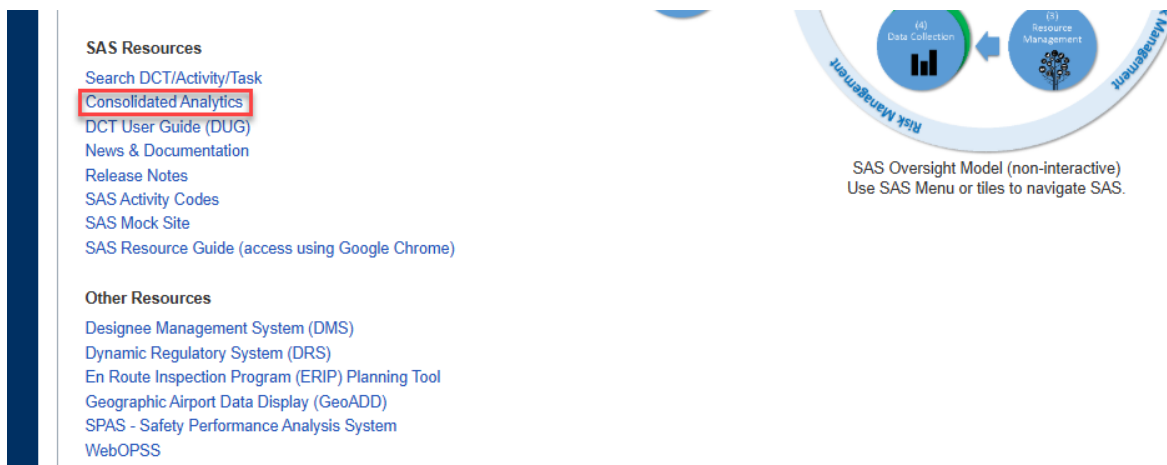 SAS Resources
Search DCT/Activity/Task
Consolidated Analytics
DCT User Guide (DUG)
News & Documentation
Release Notes
SAS Activity Codes
SAS Mock Site
SAS Resource Guide (access using Google Chrome)
Other Resources
Designee Management System (DMS)
Dynamic Regulatory System (DRS)
En Route Inspection Program (ERIP) Planning Tool
Geographic Airport Data Display (GeoADD)
SPAS - Safety Performance Analysis System
WebOPSS
(4)
Data Collection
(3)
Resource
Management
Risk Management
Management
SAS Oversight Model (non-interactive)
Use SAS Menu or tiles to navigate SAS.